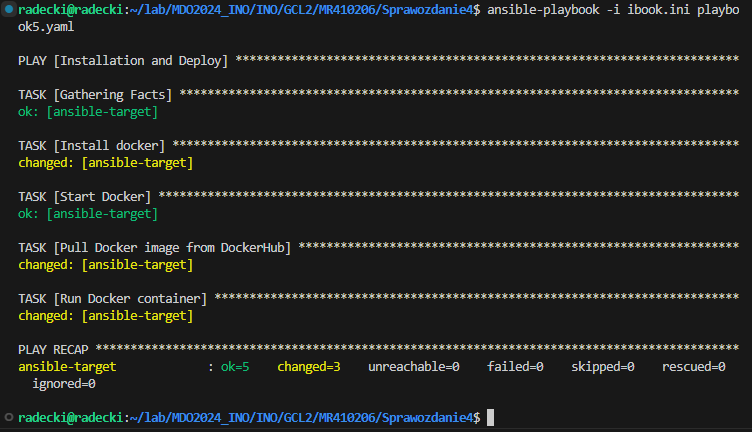 radecki@radecki:~/lab/MDO2024_INO/INO/GCL2/MR410206/Sprawozdanie4$ ansible-playbook -i ibook.ini playbo
ok5.yaml
PLAY [Installation and Deploy] ************************************************************************
TASK [Gathering Facts] ********************************************************************************
ok: [ansible-target]
TASK [Install docker] *********************************************************************************
changed: [ansible-target]
TASK [Start Docker] ***********************************************************************************
ok: [ansible-target]
TASK [Pull Docker image from DockerHub] ***************************************************************
changed: [ansible-target]
TASK [Run Docker container] ***************************************************************************
changed: [ansible-target]
PLAY RECAP ********************************************************************************************
ansible-target             : ok=5    changed=3    unreachable=0    failed=0    skipped=0    rescued=0
  ignored=0
radecki@radecki:~/lab/MDO2024_INO/INO/GCL2/MR410206/Sprawozdanie4$